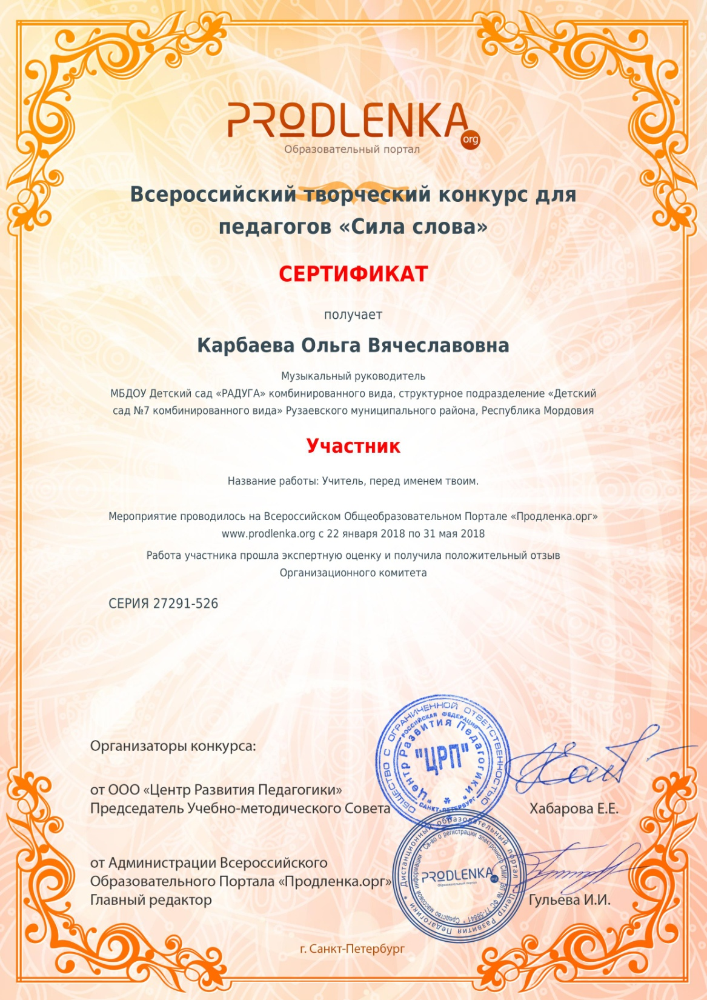 PRODLENKA
org
Образовательный портал
Всероссийский творческий конкурс для
педагогов «Сила слова»
СЕРТИФИКАТ
получает
Карбаева Ольга Вячеславовна
Музыкальный руководитель
МБДОУ Детский сад «РАДУГА» комбинированного вида, структурное подразделение «Детский
сад №7 комбинированного вида» Рузаевского муниципального района, Республика Мордовия
Участник
Название работы: Учитель, перед именем твоим.
Мероприятие проводилось на Всероссийском Общеобразовательном Портале «Продленка.орг»
www.prodlenka.org с 22 января 2018 по 31 мая 2018
Работа участника прошла экспертную оценку и получила положительный отзыв
Организационного комитета
СЕРИЯ 27291-526
Организаторы конкурса:
от ООО «Центр Развития Педагогики»
Председатель Учебно-методического Совета
Хабарова Е.Е.
ОБЩЕСТВО С ОГРАНИЧЕННОЙ ОТВЕТСТВЕННОСТЬЮ
РОССИЙСКАЯ ФЕДЕРАЦИЯ
"Центр Развития Педагогики"
"ЦРП"
САНКТ-ПЕТЕРБУРГ
от Администрации Всероссийского
Образовательного Портала «Продленка.орг»
Главный редактор
Гульева И.И.
Дистанционный образовательный портал * Центр Развития Педагогики *
Средство массовой информации * Св-во о регистрации электронного СМИ: ЭЛ № ФС 77-58841 *
PRODLENKA
org
Образовательный портал
г. Санкт-Петербург